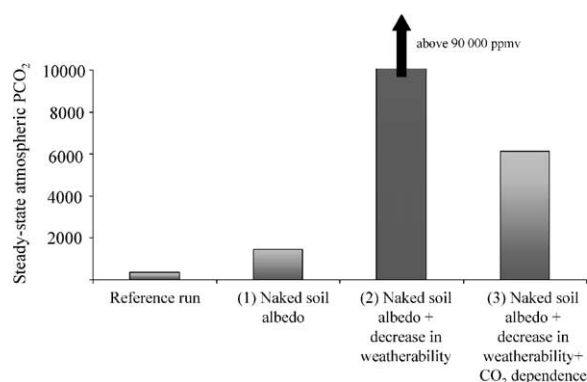 above 90 000 ppmv
Steady-state atmospheric PCO2
10000
8000
6000
4000
2000
Reference run
(1) Naked soil
albedo
(2) Naked soil
albedo +
decrease in
weatherability
(3) Naked soil
albedo +
decrease in
weatherability+
CO2 dependence